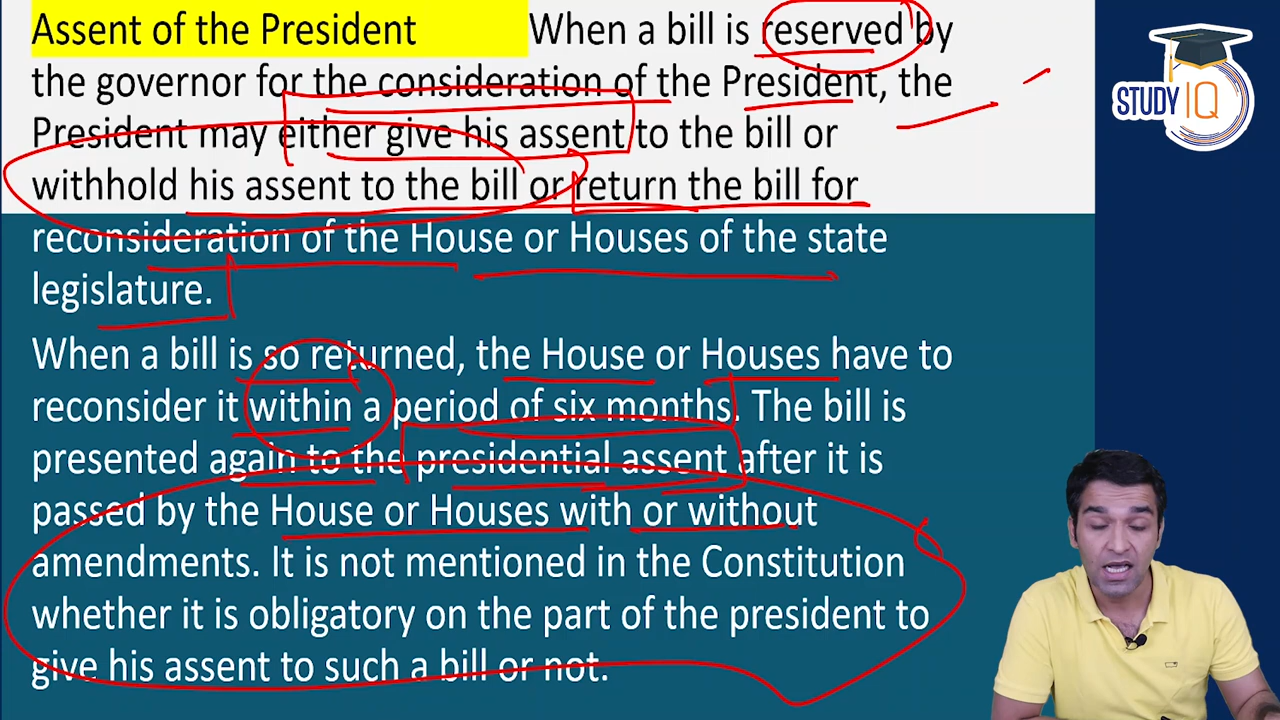 Assent of the President When a bill is reserved by
the governor for the consideration of the President, the
President may either give his assent to the bill or
withhold his assent to the bill or return the bill for
reconsideration of the House or Houses of the state
legislature.
When a bill is so returned, the House or Houses have to
reconsider it within a period of six months. The bill is
presented again to the presidential assent after it is
passed by the House or Houses with or without
amendments. It is not mentioned in the Constitution
whether it is obligatory on the part of the president to
give his assent to such a bill or not.
STUDY IQ